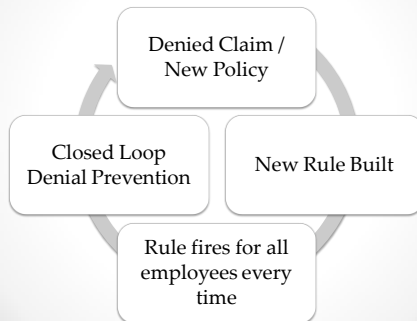 Denied Claim /
New Policy
New Rule Built
Rule fires for all
employees every
time
Closed Loop
Denial Prevention